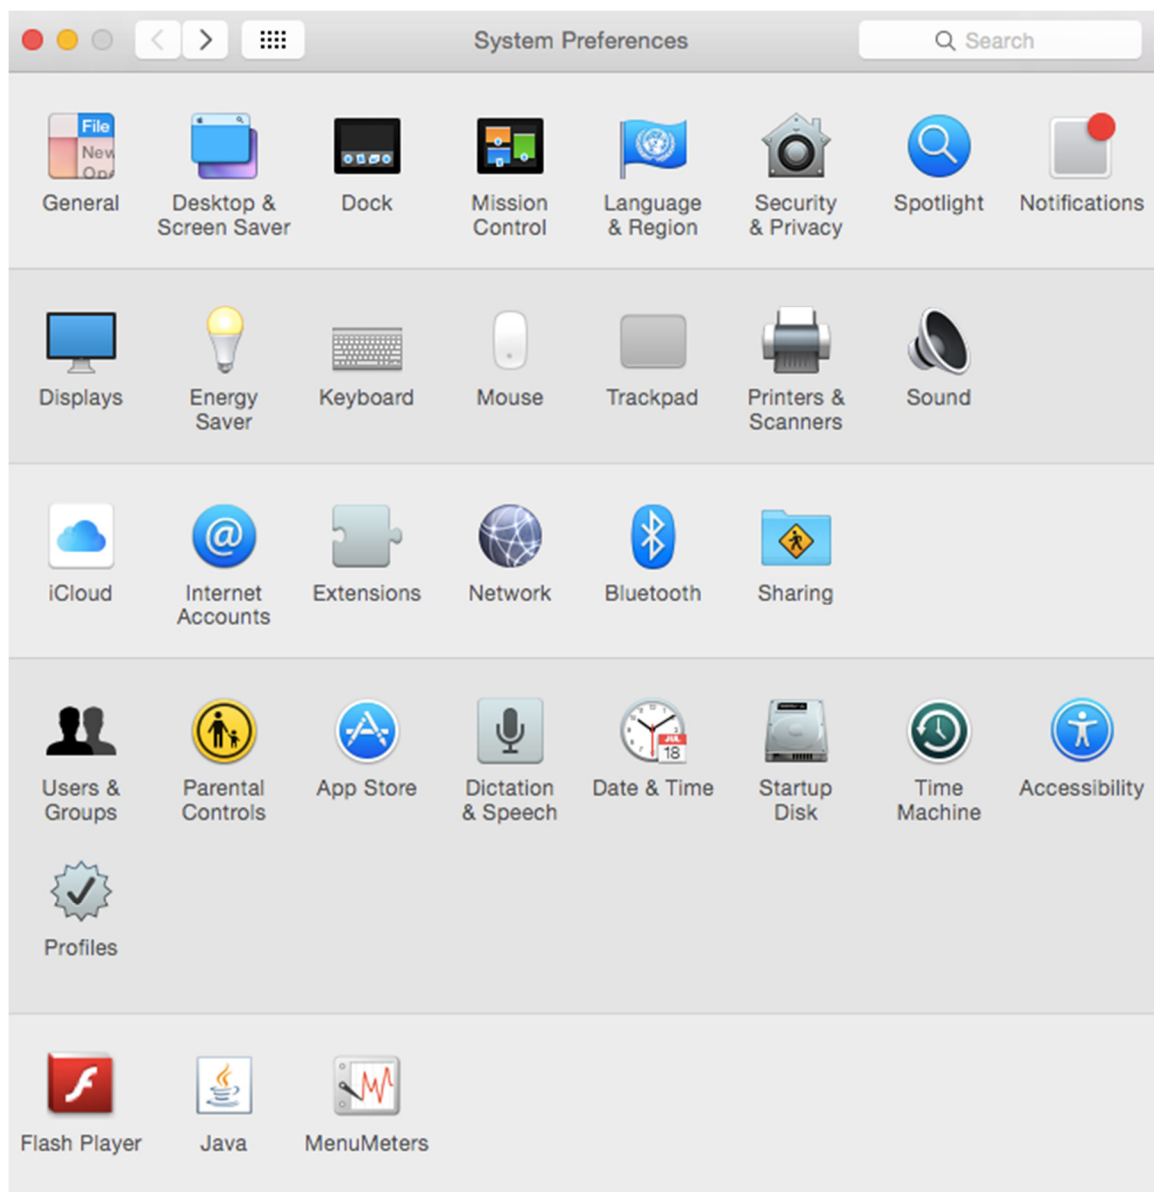 System Preferences
Search
File
New
Ope
General
Desktop &
Screen Saver
Dock
Mission
Control
Language
& Region
Security
& Privacy
Spotlight
Notifications
Displays
Energy
Saver
Keyboard
Mouse
Trackpad
Printers &
Scanners
Sound
iCloud
Internet
Accounts
Extensions
Network
Bluetooth
Sharing
JUL
18
Users &
Groups
Parental
Controls
App Store
Dictation
& Speech
Date & Time
Startup
Disk
Time
Machine
Accessibility
Profiles
Flash Player
Java
MenuMeters